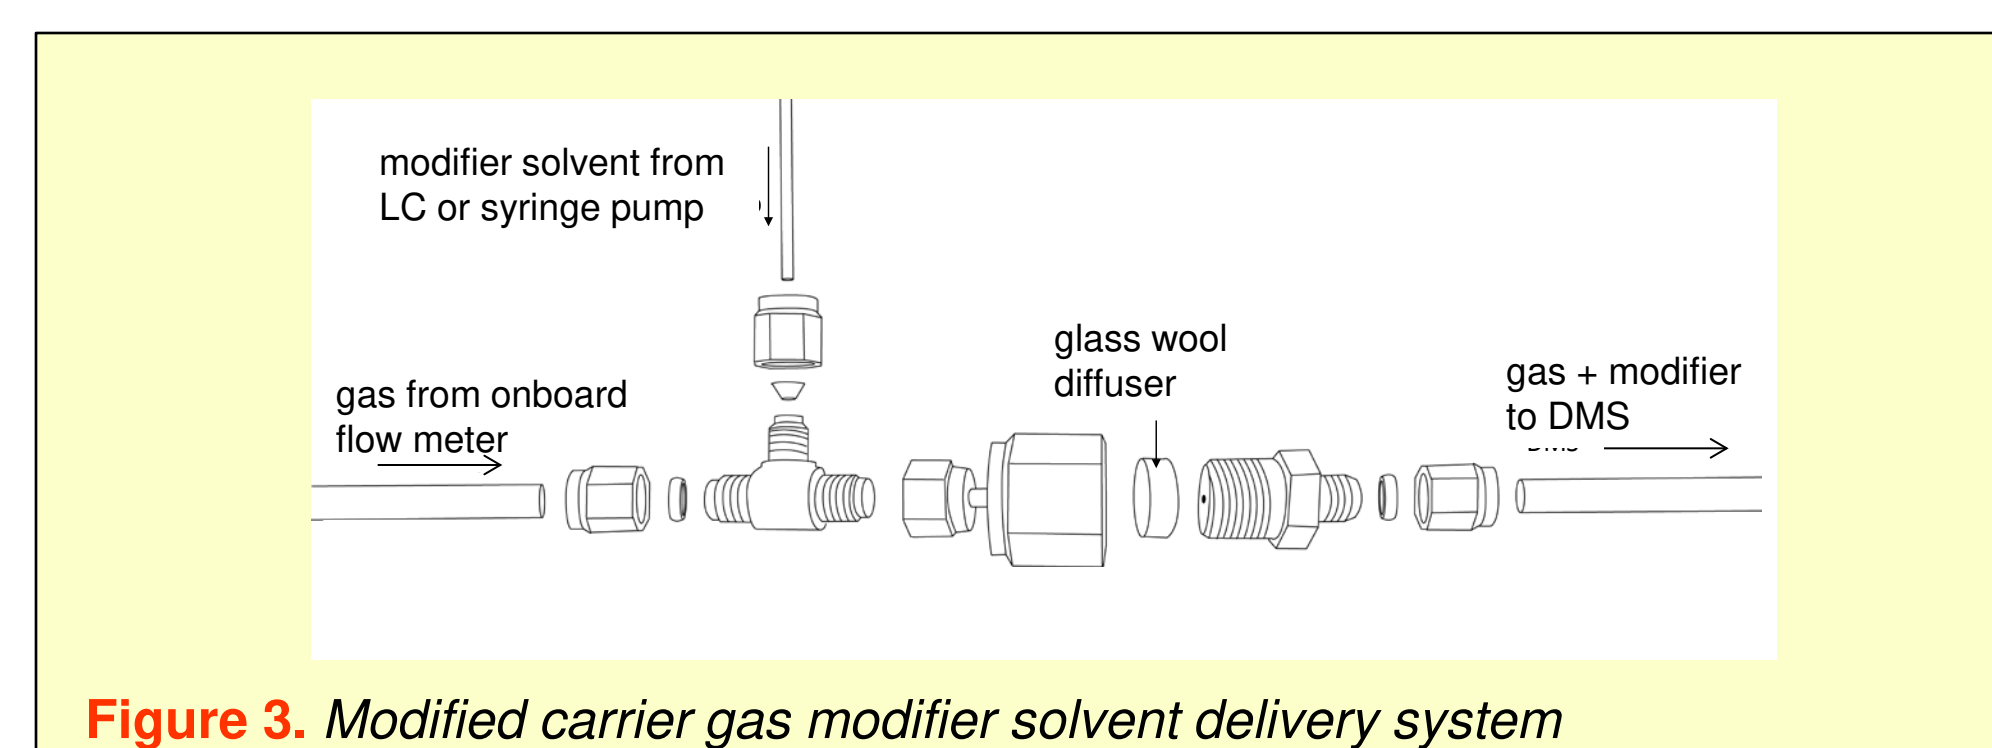 modifier solvent from
LC or syringe pump
gas from onboard
flow meter
glass wool
diffuser
gas + modifier
to DMS
DMS
Figure 3. Modified carrier gas modifier solvent delivery system